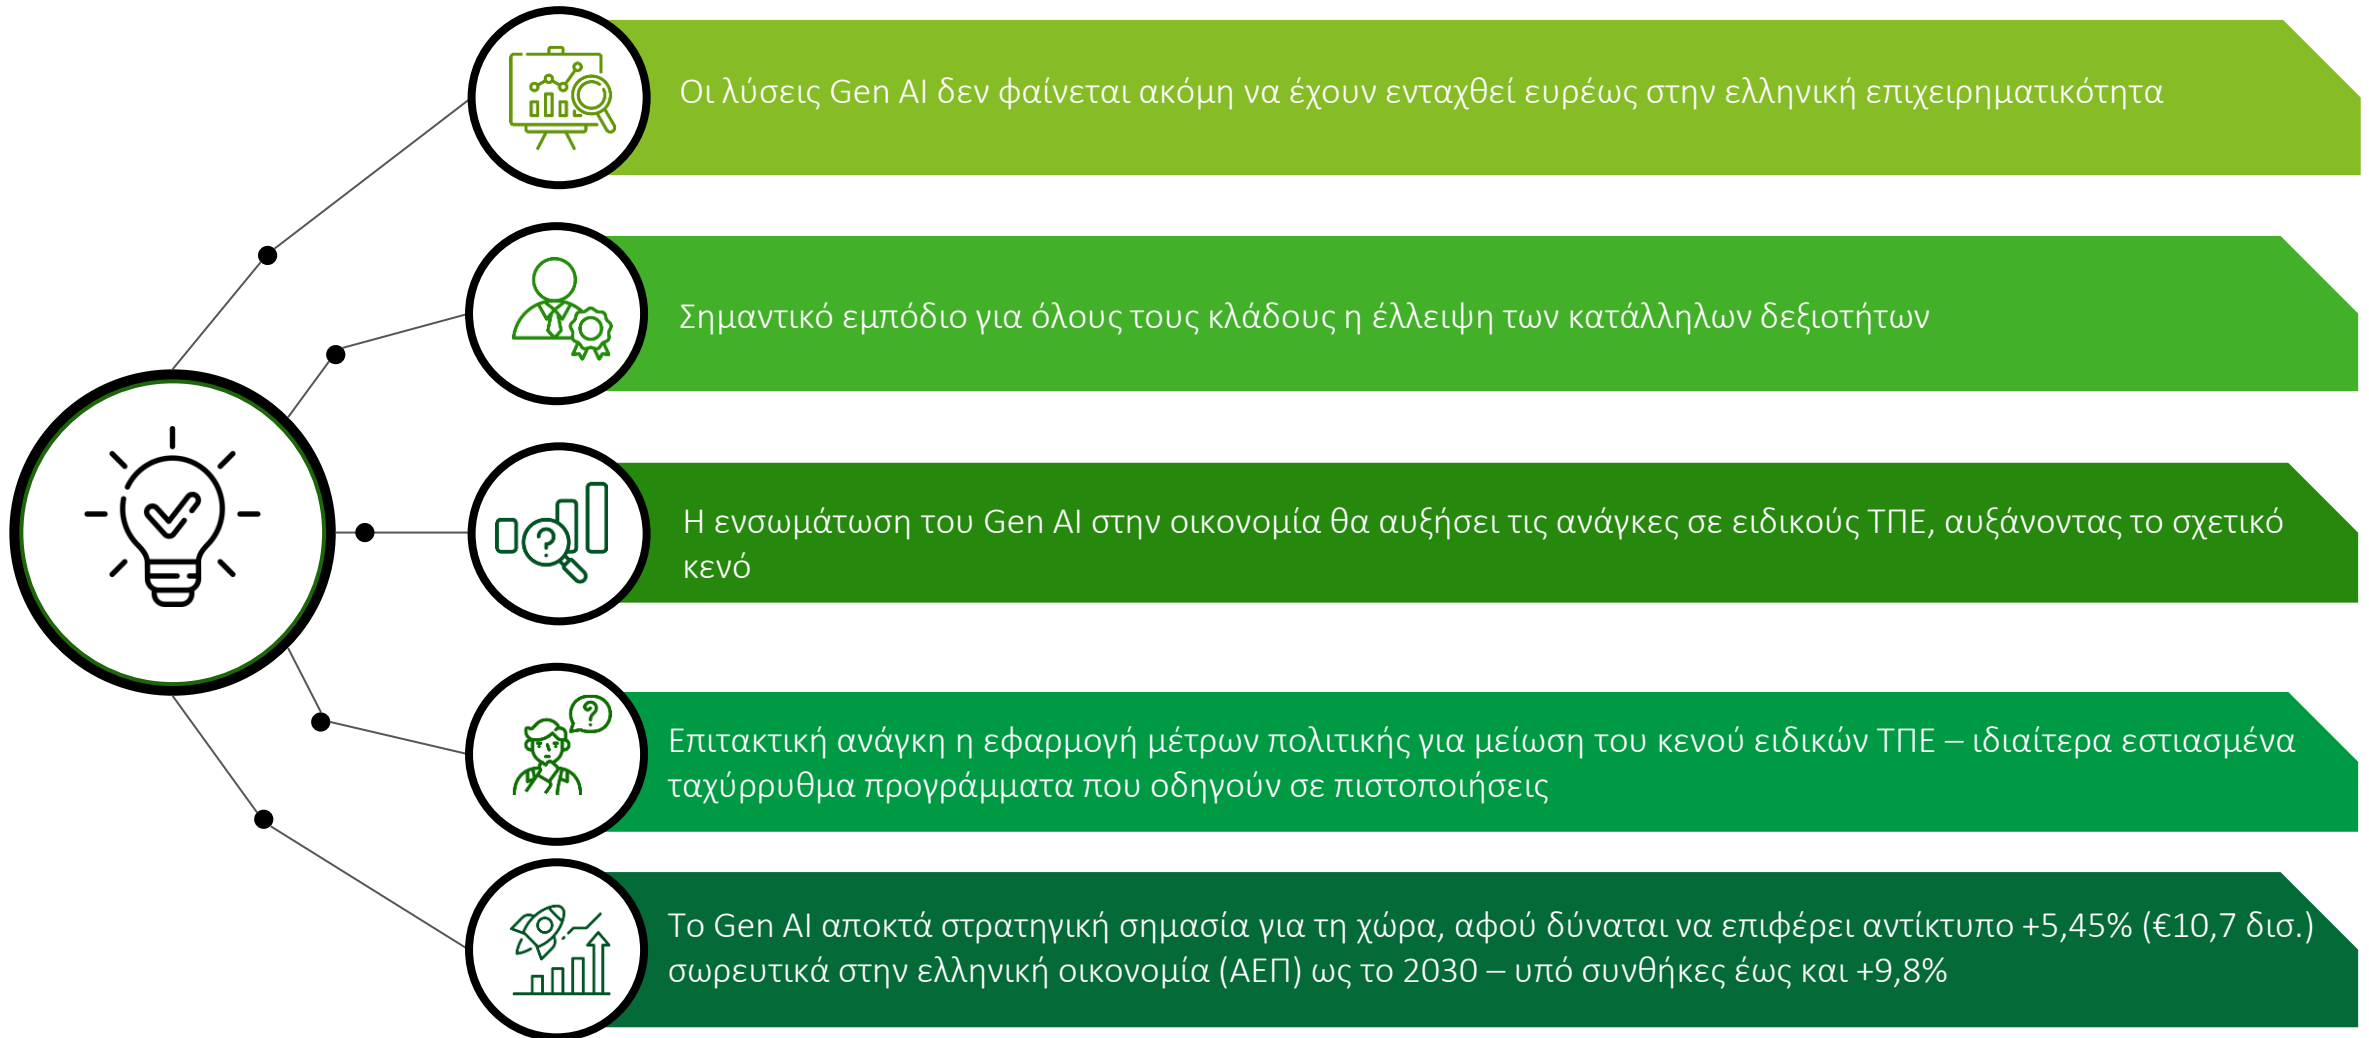 Οι λύσεις Gen AI δεν φαίνεται ακόμη να έχουν ενταχθεί ευρέως στην ελληνική επιχειρηματικότητα
Σημαντικό εμπόδιο για όλους τους κλάδους η έλλειψη των κατάλληλων δεξιοτήτων
Η ενσωμάτωση του Gen AI στην οικονομία θα αυξήσει τις ανάγκες σε ειδικούς ΤΠΕ, αυξάνοντας το σχετικό
κενό
Επιτακτική ανάγκη η εφαρμογή μέτρων πολιτικής για μείωση του κενού ειδικών ΤΠΕ – ιδιαίτερα εστιασμένα
ταχύρρυθμα προγράμματα που οδηγούν σε πιστοποιήσεις
Το Gen AI αποκτά στρατηγική σημασία για τη χώρα, αφού δύναται να επιφέρει αντίκτυπο +5,45% (€10,7 δισ.)
σωρευτικά στην ελληνική οικονομία (ΑΕΠ) ως το 2030 – υπό συνθήκες έως και +9,8%